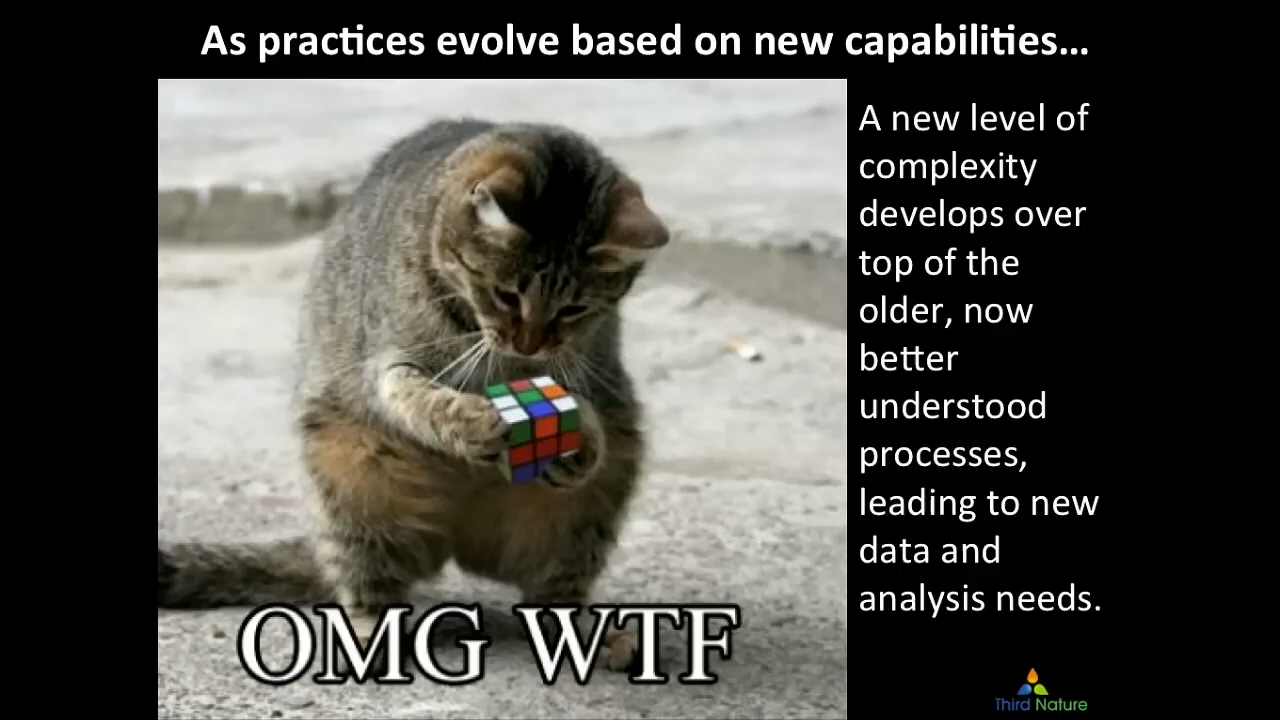 As practices evolve based on new capabilities…
A new level of
complexity
develops over
top of the
older, now
better
understood
processes,
leading to new
data and
analysis needs.
OMG WTF
Third Nature